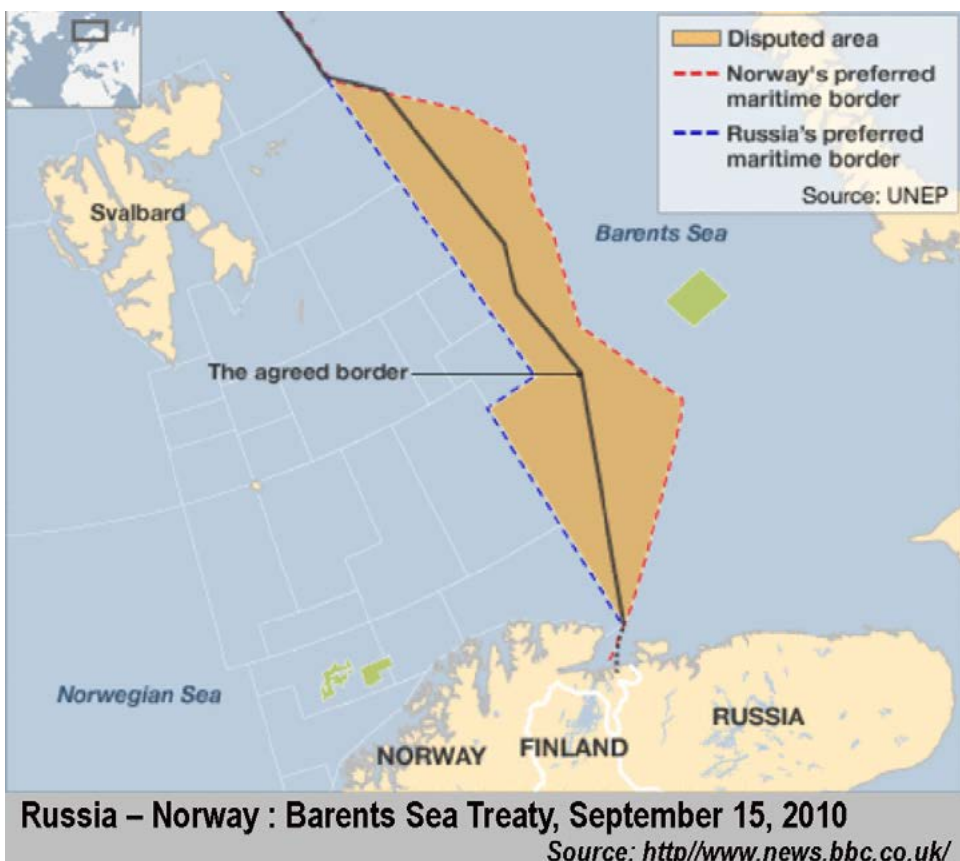 Disputed area
Norway's preferred
maritime border
Russia's preferred
maritime border
Source: UNEP
Svalbard
Barents Sea
The agreed border
Norwegian Sea
NORWAY
FINLAND
RUSSIA
Russia – Norway : Barents Sea Treaty, September 15, 2010
Source: http//www.news.bbc.co.uk/